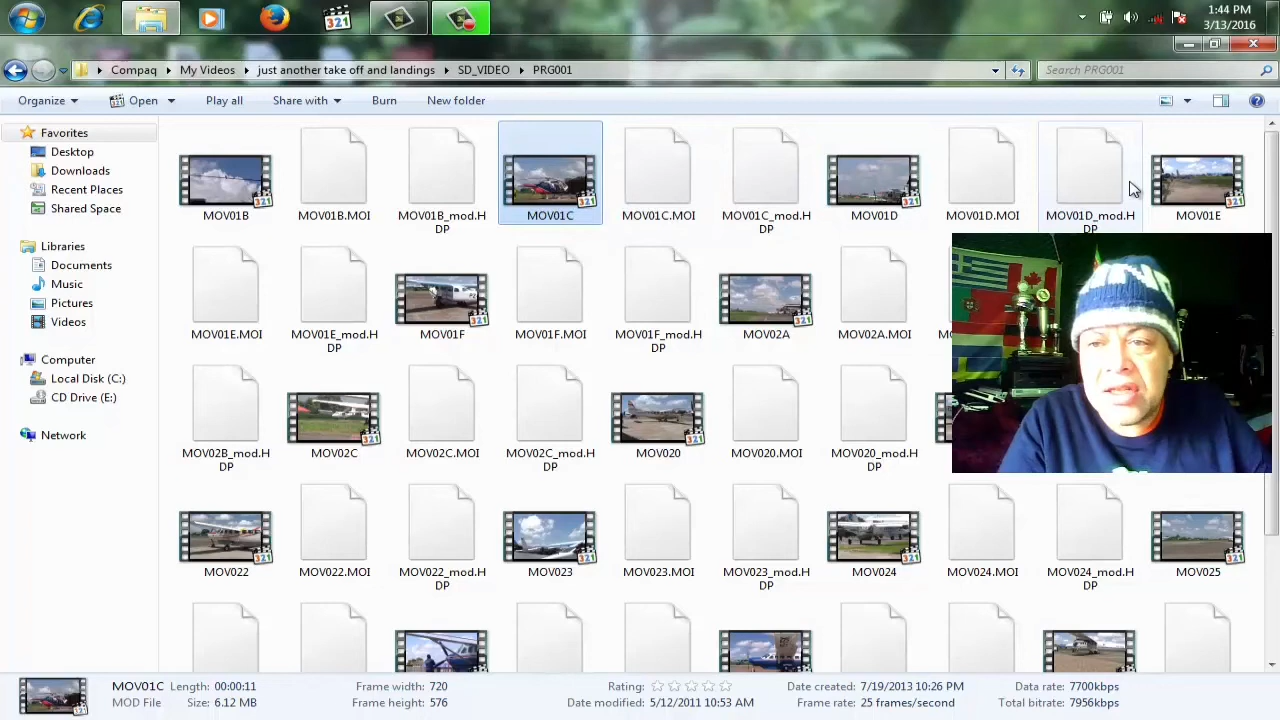 321
1:44 PM
3/13/2016
Compaq
My Videos
just another take off and landings
SD_VIDEO
PRG001
Search PRG001
Organize
Open
Play all
Share with
Burn
New folder
Favorites
Desktop
Downloads
Recent Places
Shared Space
Libraries
Documents
Music
Pictures
Videos
Computer
Local Disk (C:)
CD Drive (E:)
Network
MOV01B
MOV01B.MOI
MOV01B_mod.H
DP
MOV01C
MOV01C.MOI
MOV01C_mod.H
DP
MOV01D
MOV01D.MOI
MOV01D_mod.H
DP
MOV01E
MOV01E.MOI
MOV01E_mod.H
DP
MOV01F
MOV01F.MOI
MOV01F_mod.H
DP
MOV02A
MOV02A.MOI
MOV02B_mod.H
DP
MOV02C
MOV02C.MOI
MOV02C_mod.H
DP
MOV020
MOV020.MOI
MOV020_mod.H
DP
MOV022
MOV022.MOI
MOV022_mod.H
DP
MOV023
MOV023.MOI
MOV023_mod.H
DP
MOV024
MOV024.MOI
MOV024_mod.H
DP
MOV025
MOV01C
MOD File
Length: 00:00:11
Size: 6.12 MB
Frame width: 720
Frame height: 576
Rating:
Date modified: 5/12/2011 10:53 AM
Date created: 7/19/2013 10:26 PM
Frame rate: 25 frames/second
Data rate: 7700kbps
Total bitrate: 7956kbps